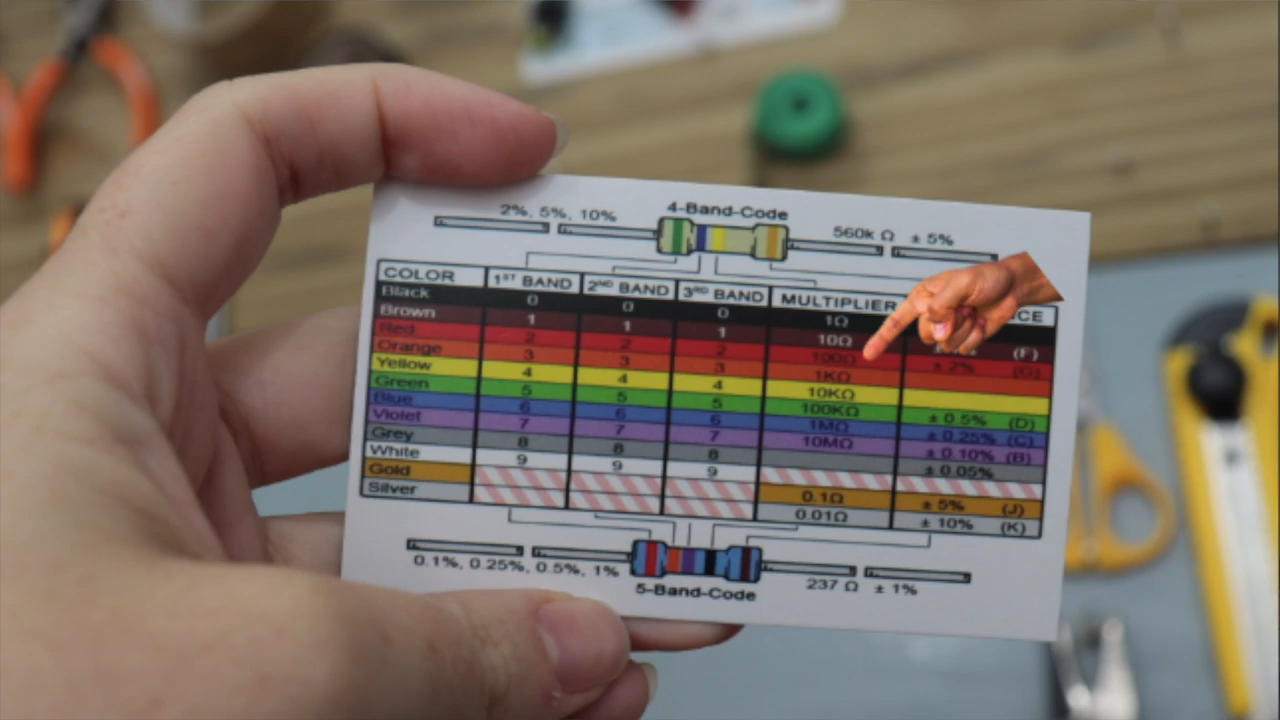 4-Band-Code
2%, 5%, 10%
560k Ω ± 5%
COLOR 1ST BAND 2ND BAND 3RD BAND MULTIPLIER
Black 0 0 0 1Ω
Brown 1 1 1 10Ω (F)
Red 2 2 2 100Ω ± 2% (G)
Orange 3 3 3 1KΩ
Yellow 4 4 4 10KΩ
Green 5 5 5 100KΩ ± 0.5% (D)
Blue 6 6 6 1MΩ ± 0.25% (C)
Violet 7 7 7 10MΩ ± 0.10% (B)
Grey 8 8 8 ± 0.05%
White 9 9 9
Gold 0.1Ω ± 5% (J)
Silver 0.01Ω ± 10% (K)
0.1%, 0.25%, 0.5%, 1%
5-Band-Code
237 Ω ± 1%